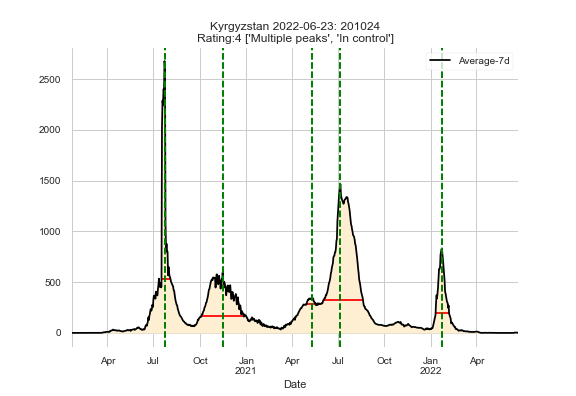 Kyrgyzstan 2022-06-23: 201024
Rating:4 ['Multiple peaks', 'In control']
Average-7d
2500
2000
1500
1000
500
0
Apr Jul Oct Jan Apr Jul Oct Jan Apr
2021 2022
Date